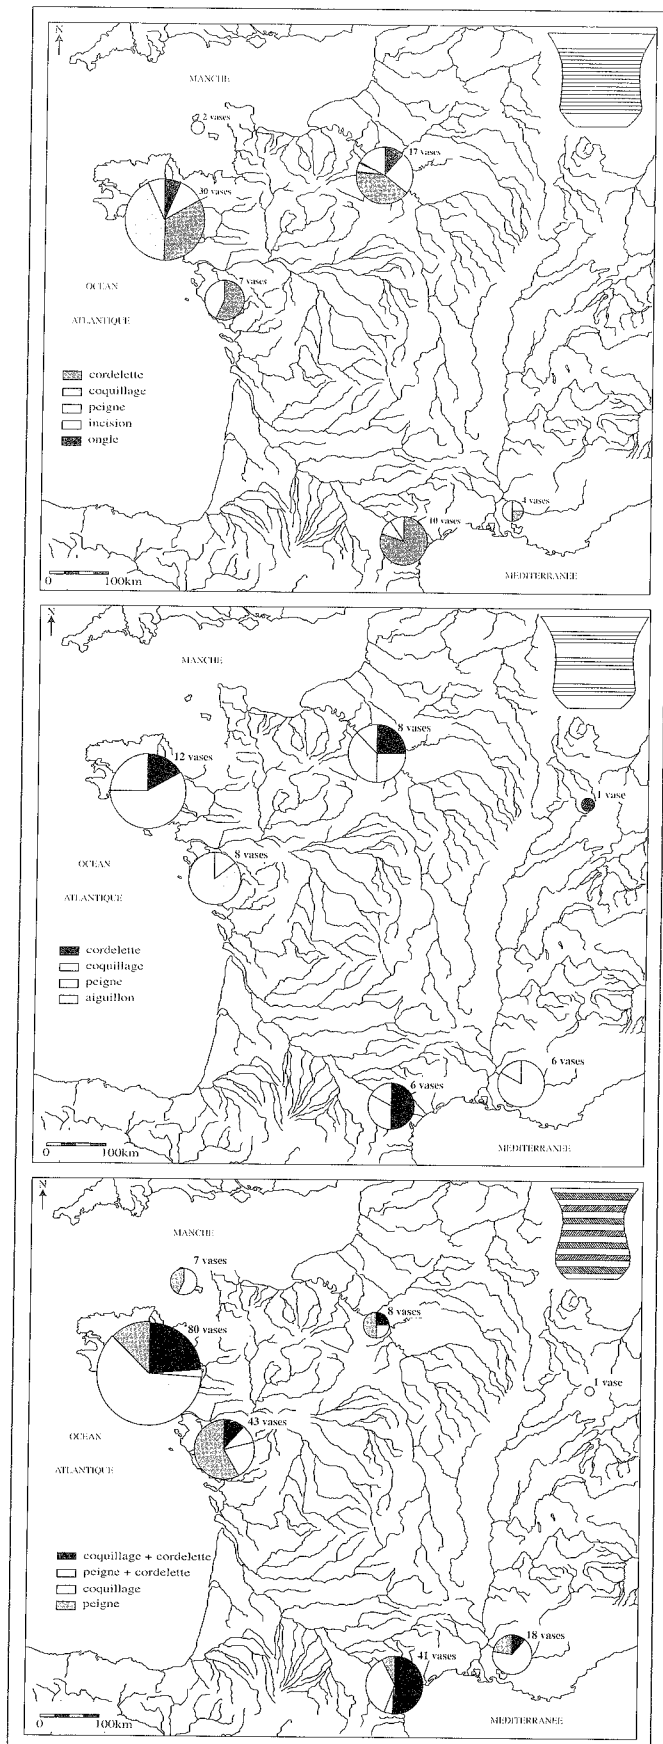 N
MANCHE
2 vases
17 vases
30 vases
7 vases
OCEAN
ATLANTIQUE
cordelette
coquillage
peigne
incision
ongle
4 vases
10 vases
0 100km
MEDITERRANEE
N
MANCHE
8 vases
12 vases
1 vase
8 vases
OCEAN
ATLANTIQUE
cordelette
coquillage
peigne
aiguillon
6 vases
6 vases
0 100km
MEDITERRANEE
N
MANCHE
7 vases
8 vases
80 vases
1 vase
43 vases
OCEAN
ATLANTIQUE
coquillage + cordelette
peigne + cordelette
coquillage
peigne
18 vases
41 vases
0 100km
MEDITERRANEE